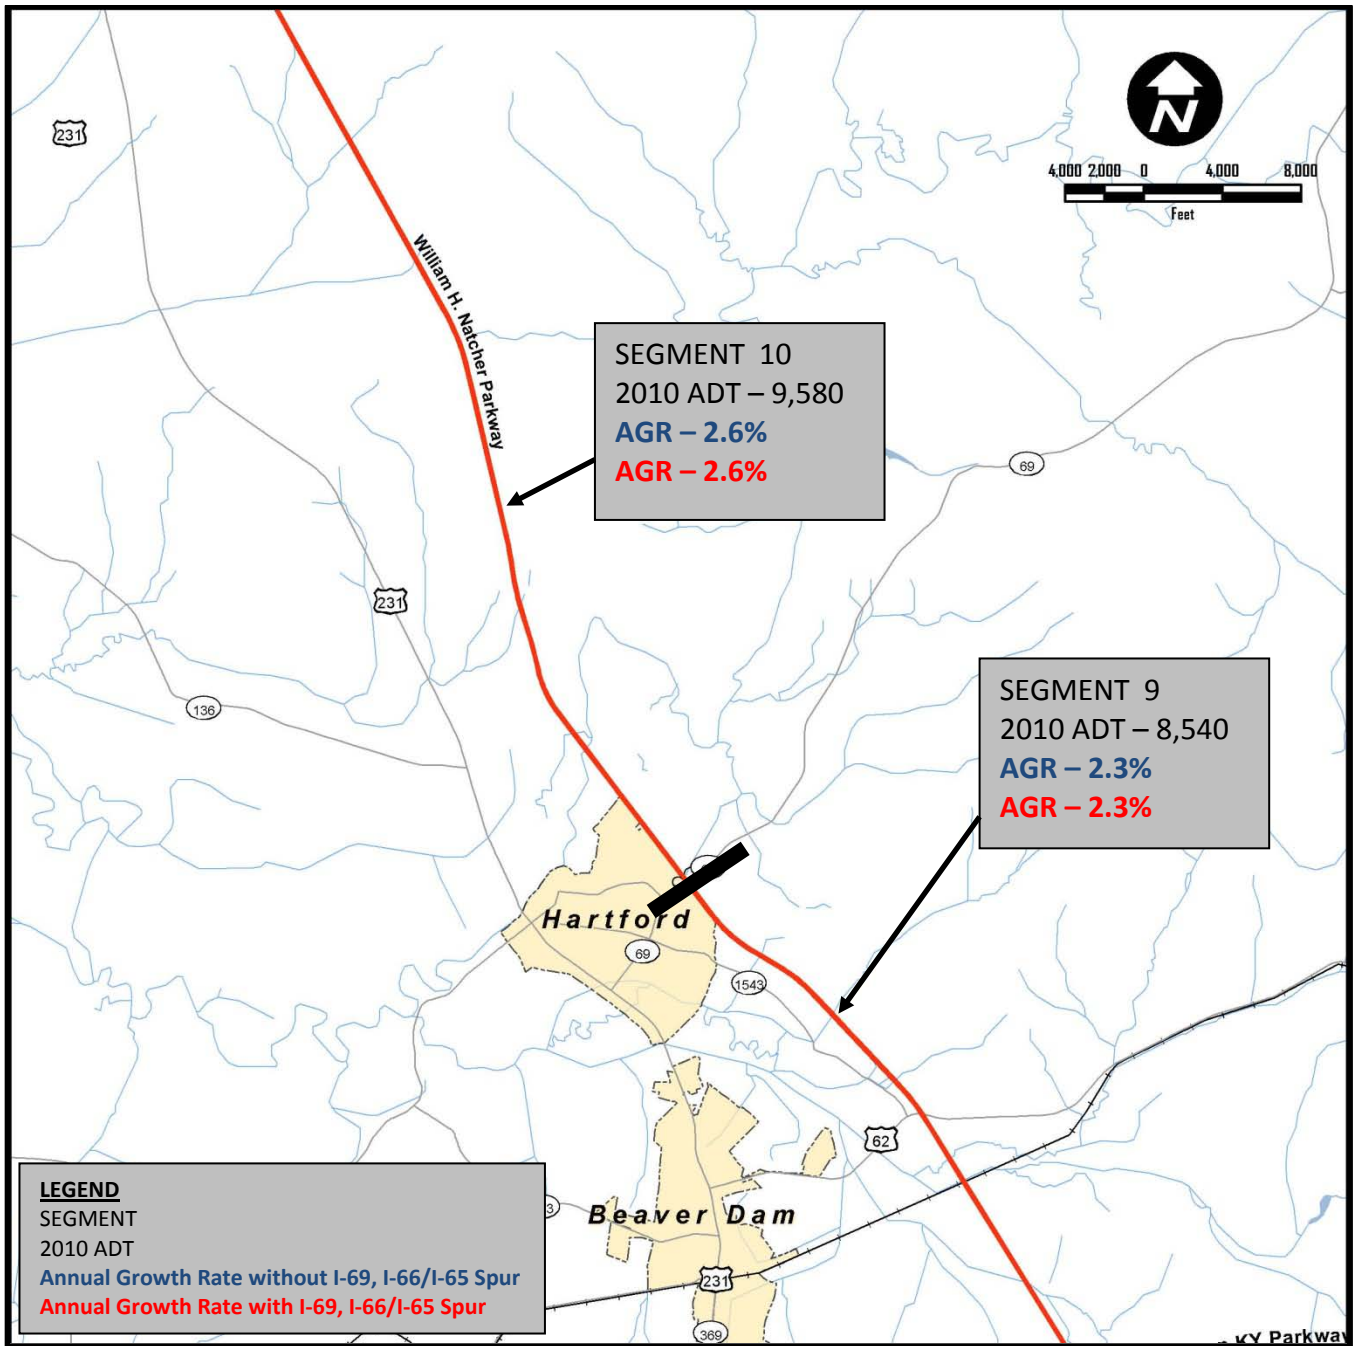 231
N
4,000 2,000 0 4,000 8,000
Feet
William H. Natcher Parkway
SEGMENT 10
2010 ADT – 9,580
AGR – 2.6%
AGR – 2.6%
69
231
136
SEGMENT 9
2010 ADT – 8,540
AGR – 2.3%
AGR – 2.3%
Hartford
69
1543
62
LEGEND
SEGMENT
2010 ADT
Annual Growth Rate without I-69, I-66/I-65 Spur
Annual Growth Rate with I-69, I-66/I-65 Spur
3
Beaver Dam
231
369
KY Parkway